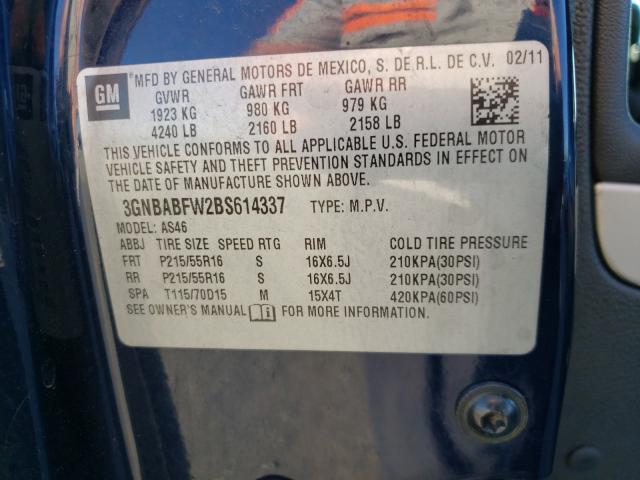 GM
MFD BY GENERAL MOTORS DE MEXICO, S. DE R.L. DE C.V. 02/11
GVWR GAWR FRT GAWR RR
1923 KG 980 KG 979 KG
4240 LB 2160 LB 2158 LB
THIS VEHICLE CONFORMS TO ALL APPLICABLE U.S. FEDERAL MOTOR
VEHICLE SAFETY AND THEFT PREVENTION STANDARDS IN EFFECT ON
THE DATE OF MANUFACTURE SHOWN ABOVE.
3GNBABFW2BS614337 TYPE: M.P.V.
MODEL: AS46
ABBJ TIRE SIZE SPEED RTG RIM COLD TIRE PRESSURE
FRT P215/55R16 S 16X6.5J 210KPA(30PSI)
RR P215/55R16 S 16X6.5J 210KPA(30PSI)
SPA T115/70D15 M 15X4T 420KPA(60PSI)
SEE OWNER'S MANUAL FOR MORE INFORMATION.